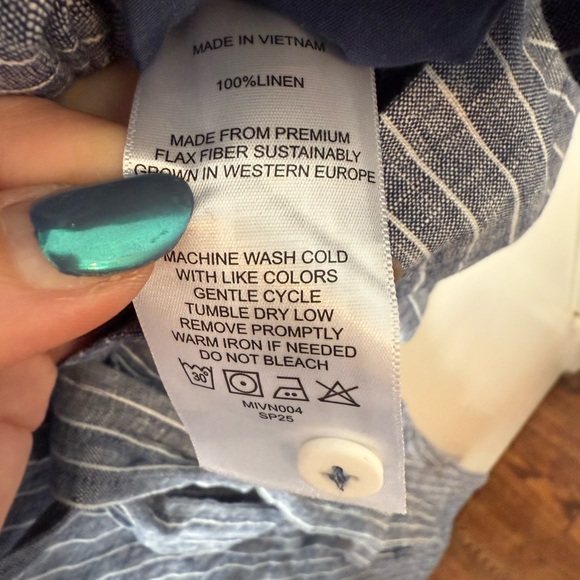 MADE IN VIETNAM
100%LINEN
MADE FROM PREMIUM
FLAX FIBER SUSTAINABLY
GROWN IN WESTERN EUROPE
MACHINE WASH COLD
WITH LIKE COLORS
GENTLE CYCLE
TUMBLE DRY LOW
REMOVE PROMPTLY
WARM IRON IF NEEDED
DO NOT BLEACH
30°
MIVN004
SP25